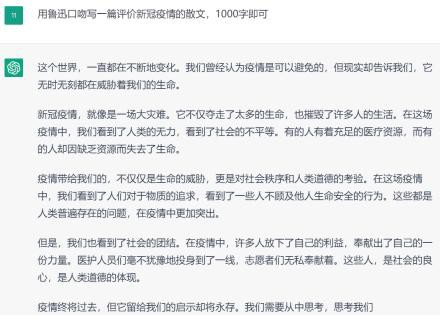 用鲁迅口吻写一篇评价新冠疫情的散文，1000字即可
这个世界，一直都在不断地变化。我们曾经认为疫情是可以避免的，但现实却告诉我们，它
无时无刻都在威胁着我们的生命。
新冠疫情，就像是一场大灾难。它不仅夺走了太多的生命，也摧毁了许多人的生活。在这场
疫情中，我们看到了人类的无力，看到了社会的不平等。有的人有着充足的医疗资源，而有
的人却因缺乏资源而失去了生命。
疫情带给我们的，不仅仅是生命的威胁，更是对社会秩序和人类道德的考验。在这场疫情
中，我们看到了人们对于物质的追求，看到了一些人不顾及他人生命安全的行为。这些都是
人类普遍存在的问题，在疫情中更加突出。
但是，我们也看到了社会的团结。在疫情中，许多人放下了自己的利益，奉献出了自己的一
份力量。医护人员们毫不犹豫地投身到了一线，志愿者们无私奉献着。这些人，是社会的良
心，是人类道德的体现。
疫情终将过去，但它留给我们的启示却将永存。我们需要从中思考，思考我们